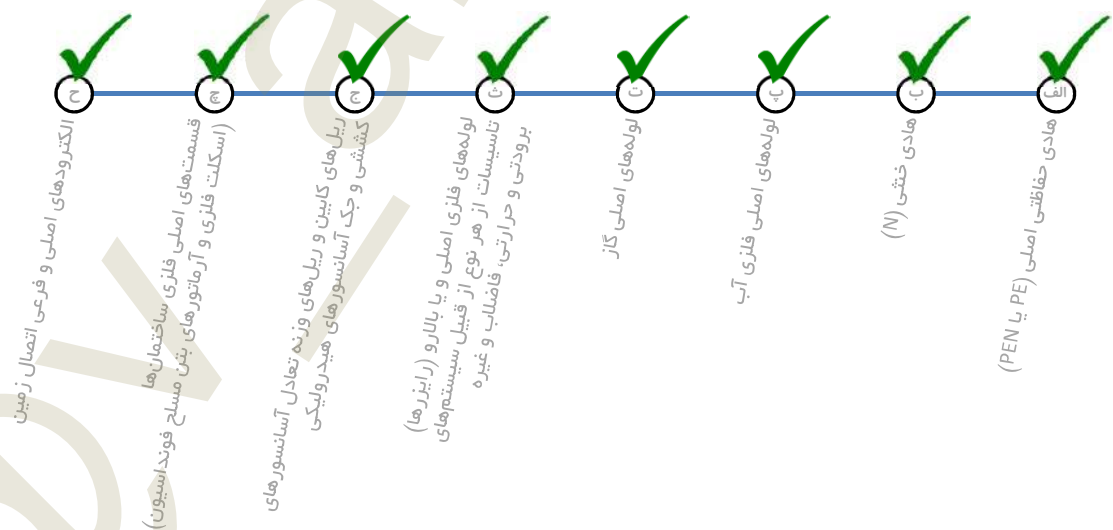 الف
هادی حفاظتی اصلی (PE یا PEN)
ب
هادی خنثی (N)
پ
لوله‌های اصلی فلزی آب
ت
لوله‌های اصلی گاز
ث
لوله‌های فلزی اصلی و یا بالارو (رایزرها)
تاسیسات از هر نوع از قبیل سیستم‌های
برودتی و حرارتی، فاضلاب و غیره
ج
ریل‌های کابین و ریل‌های وزنه تعادل آسانسورهای
کششی و جک آسانسورهای هیدرولیکی
چ
قسمت‌های اصلی فلزی ساختمان‌ها
(اسکلت فلزی و آرماتورهای بتن مسلح فونداسیون)
ح
الکترودهای اصلی و فرعی اتصال زمین